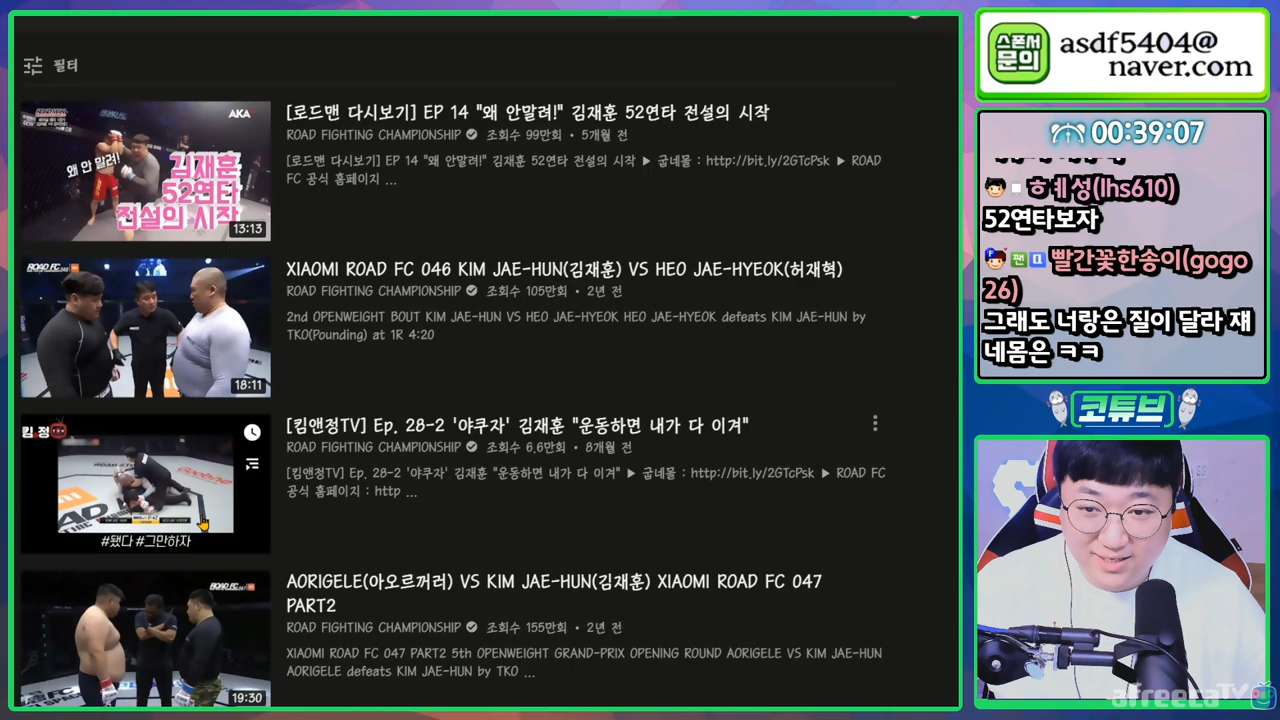 필터
왜 안 밀려!
AKA
김재훈
52연타
전설의 시작
13:13
[로드맨 다시보기] EP 14 "왜 안말려!" 김재훈 52연타 전설의 시작
ROAD FIGHTING CHAMPIONSHIP 조회수 99만회 • 5개월 전
[로드맨 다시보기] EP 14 "왜 안말려!" 김재훈 52연타 전설의 시작 ▶ 굽네몰 : http://bit.ly/2GTcPsk ▶ ROAD
FC 공식 홈페이지 ...
ROAD FC
18:11
XIAOMI ROAD FC 046 KIM JAE-HUN(김재훈) VS HEO JAE-HYEOK(허재혁)
ROAD FIGHTING CHAMPIONSHIP 조회수 105만회 • 2년 전
2nd OPENWEIGHT BOUT KIM JAE-HUN VS HEO JAE-HYEOK HEO JAE-HYEOK defeats KIM JAE-HUN by
TKO(Pounding) at 1R 4:20
#됐다 #그만하자
[킴앤정TV] Ep. 28-2 '야쿠자' 김재훈 "운동하면 내가 다 이겨"
ROAD FIGHTING CHAMPIONSHIP 조회수 6.6만회 • 8개월 전
[킴앤정TV] Ep. 28-2 '야쿠자' 김재훈 "운동하면 내가 다 이겨" ▶ 굽네몰 : http://bit.ly/2GTcPsk ▶ ROAD FC
공식 홈페이지 : http ...
ROAD FC
19:30
AORIGELE(아오르꺼러) VS KIM JAE-HUN(김재훈) XIAOMI ROAD FC 047
PART2
ROAD FIGHTING CHAMPIONSHIP 조회수 155만회 • 2년 전
XIAOMI ROAD FC 047 PART2 5th OPENWEIGHT GRAND-PRIX OPENING ROUND AORIGELE VS KIM JAE-HUN
AORIGELE defeats KIM JAE-HUN by TKO ...
스폰서
문의
asdf5404@
naver.com
00:39:07
ㅎㅖ성(lhs610)
52연타보자
빨간꽃한송이(gogo
26)
그래도 너랑은 질이 달라 쟤
네몸은 ㅋㅋ
코튜브
afreecaTV